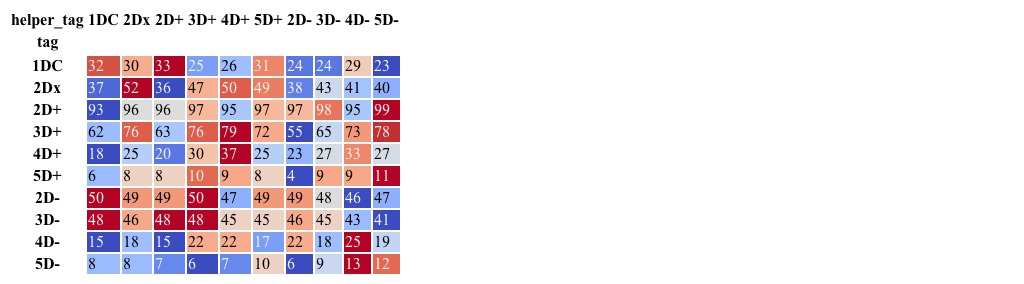 helper_tag 1DC 2Dx 2D+ 3D+ 4D+ 5D+ 2D- 3D- 4D- 5D-
tag
1DC 32 30 33 25 26 31 24 24 29 23
2Dx 37 52 36 47 50 49 38 43 41 40
2D+ 93 96 96 97 95 97 97 98 95 99
3D+ 62 76 63 76 79 72 55 65 73 78
4D+ 18 25 20 30 37 25 23 27 33 27
5D+ 6 8 8 10 9 8 4 9 9 11
2D- 50 49 49 50 47 49 49 48 46 47
3D- 48 46 48 48 45 45 46 45 43 41
4D- 15 18 15 22 22 17 22 18 25 19
5D- 8 8 7 6 7 10 6 9 13 12